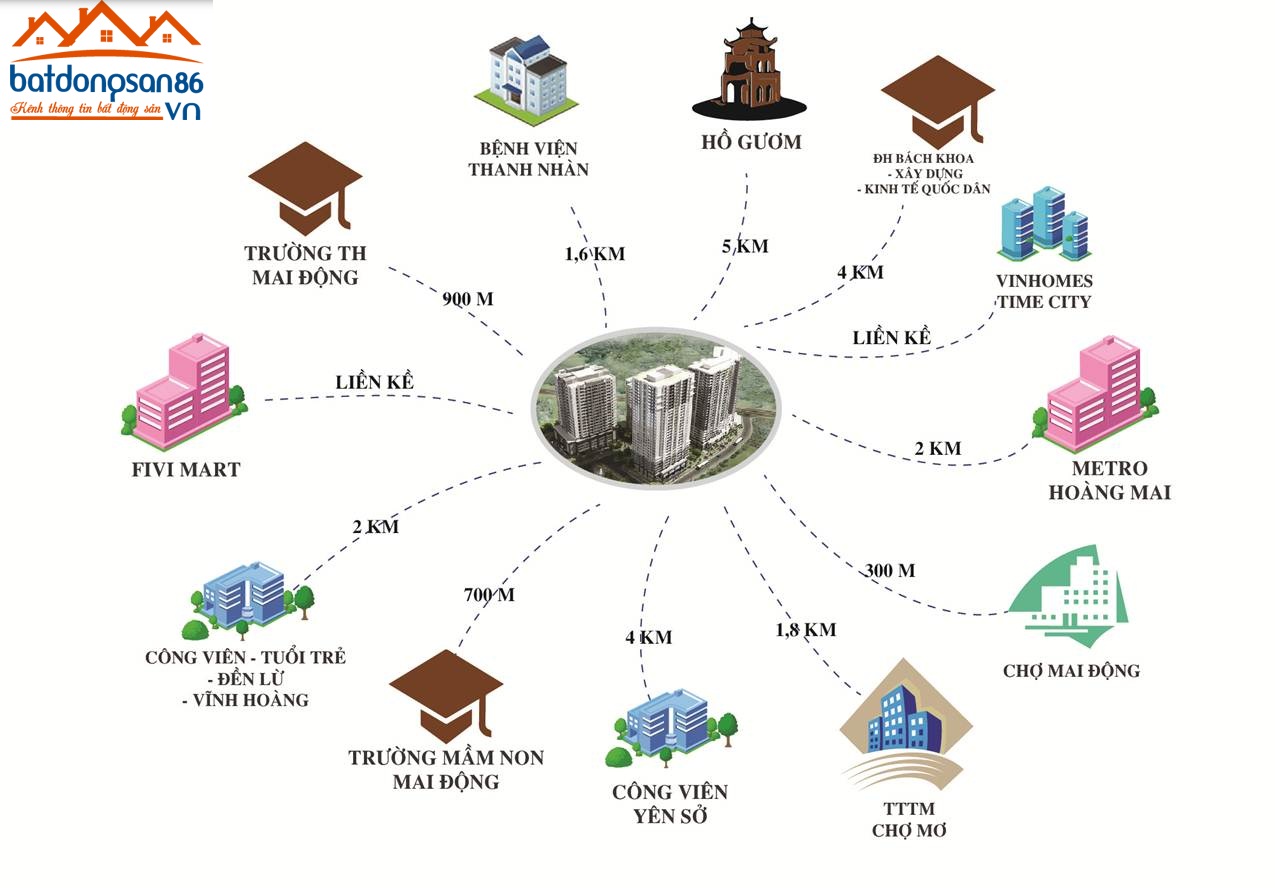 batdongsan86
Kênh thông tin bất động sản
vn
BỆNH VIỆN
THANH NHÀN
HỒ GƯƠM
ĐH BÁCH KHOA
- XÂY DỰNG
- KINH TẾ QUỐC DÂN
TRƯỜNG TH
MAI ĐỘNG
900 M
1,6 KM
5 KM
4 KM
VINHOMES
TIME CITY
LIỀN KỀ
LIỀN KỀ
FIVI MART
2 KM
METRO
HOÀNG MAI
2 KM
CÔNG VIÊN - TUỔI TRẺ
- ĐỀN LỪ
- VĨNH HOÀNG
700 M
TRƯỜNG MẦM NON
MAI ĐỘNG
4 KM
CÔNG VIÊN
YÊN SỞ
1,8 KM
TTTM
CHỢ MƠ
300 M
CHỢ MAI ĐỘNG